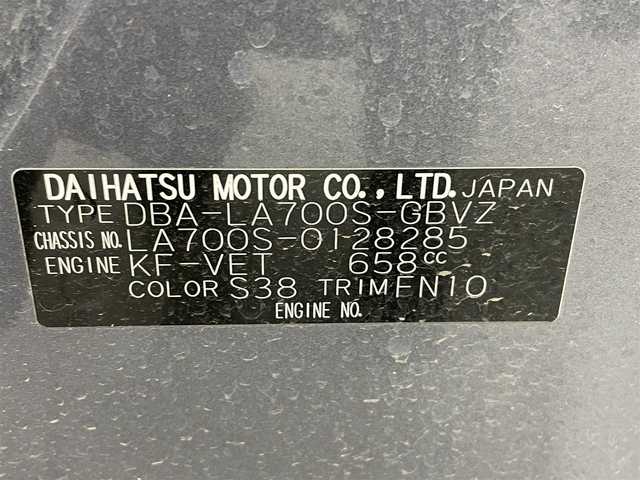 DAIHATSU MOTOR CO., LTD. JAPAN
TYPE DBA-LA700S-GBVZ
CHASSIS NO. LA700S-0128285
ENGINE KF-VET 658CC
COLOR S38 TRIM FN10
ENGINE NO.